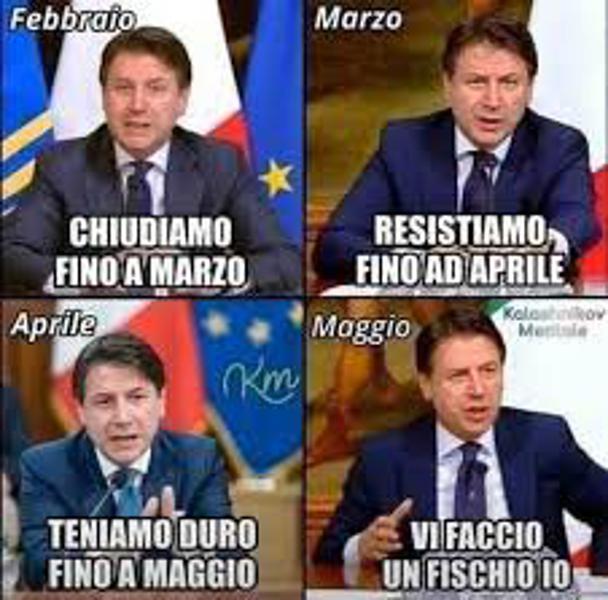 Febbraio
CHIUDIAMO
FINO A MARZO
Marzo
RESISTIAMO
FINO AD APRILE
Aprile
Km
TENIAMO DURO
FINO A MAGGIO
Maggio
Kalashnikov
Mentale
VI FACCIO
UN FISCHIO IO